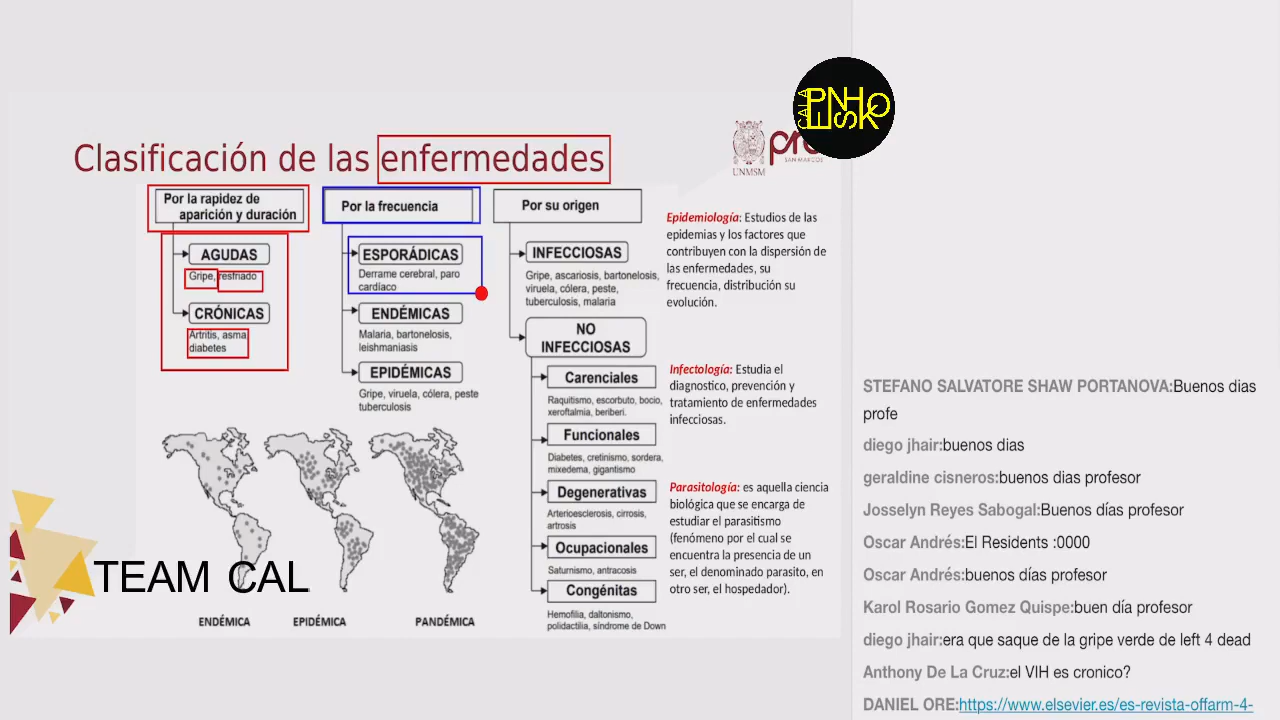 Clasificación de las enfermedades
UNMSM
pre
SAN MARCOS
CALA
PENSHOK
Por la rapidez de
aparición y duración
AGUDAS
Gripe, resfriado
CRÓNICAS
Artritis, asma
diabetes
Por la frecuencia
ESPORÁDICAS
Derrame cerebral, paro
cardíaco
ENDÉMICAS
Malaria, bartonelosis,
leishmaniasis
EPIDÉMICAS
Gripe, viruela, cólera, peste
tuberculosis
Por su origen
INFECCIOSAS
Gripe, ascariosis, bartonelosis,
viruela, cólera, peste,
tuberculosis, malaria
NO
INFECCIOSAS
Carenciales
Raquitismo, escorbuto, bocio,
xeroftalmia, beriberi.
Funcionales
Diabetes, cretinismo, sordera,
mixedema, gigantismo
Degenerativas
Arterioesclerosis, cirrosis,
artrosis
Ocupacionales
Saturnismo, antracosis
Congénitas
Hemofilia, daltonismo,
polidactilia, síndrome de Down
Epidemiología: Estudios de las
epidemias y los factores que
contribuyen con la dispersión de
las enfermedades, su
frecuencia, distribución su
evolución.
Infectología: Estudia el
diagnostico, prevención y
tratamiento de enfermedades
infecciosas.
Parasitología: es aquella ciencia
biológica que se encarga de
estudiar el parasitismo
(fenómeno por el cual se
encuentra la presencia de un
ser, el denominado parasito, en
otro ser, el hospedador).
TEAM CAL
ENDÉMICA
EPIDÉMICA
PANDÉMICA
STEFANO SALVATORE SHAW PORTANOVA:Buenos dias
profe
diego jhair:buenos dias
geraldine cisneros:buenos dias profesor
Josselyn Reyes Sabogal:Buenos días profesor
Oscar Andrés:El Residents :0000
Oscar Andrés:buenos días profesor
Karol Rosario Gomez Quispe:buen día profesor
diego jhair:era que saque de la gripe verde de left 4 dead
Anthony De La Cruz:el VIH es cronico?
DANIEL ORE:https://www.elsevier.es/es-revista-offarm-4-